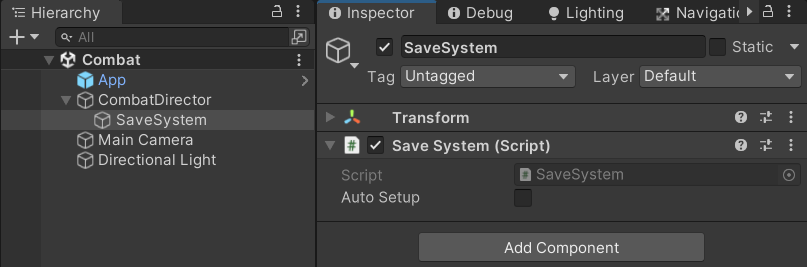 Hierarchy
All
Combat
App
CombatDirector
SaveSystem
Main Camera
Directional Light
Inspector Debug Lighting Navigatic
SaveSystem Static
Tag Untagged Layer Default
Transform
# Save System (Script)
Script # SaveSystem
Auto Setup
Add Component